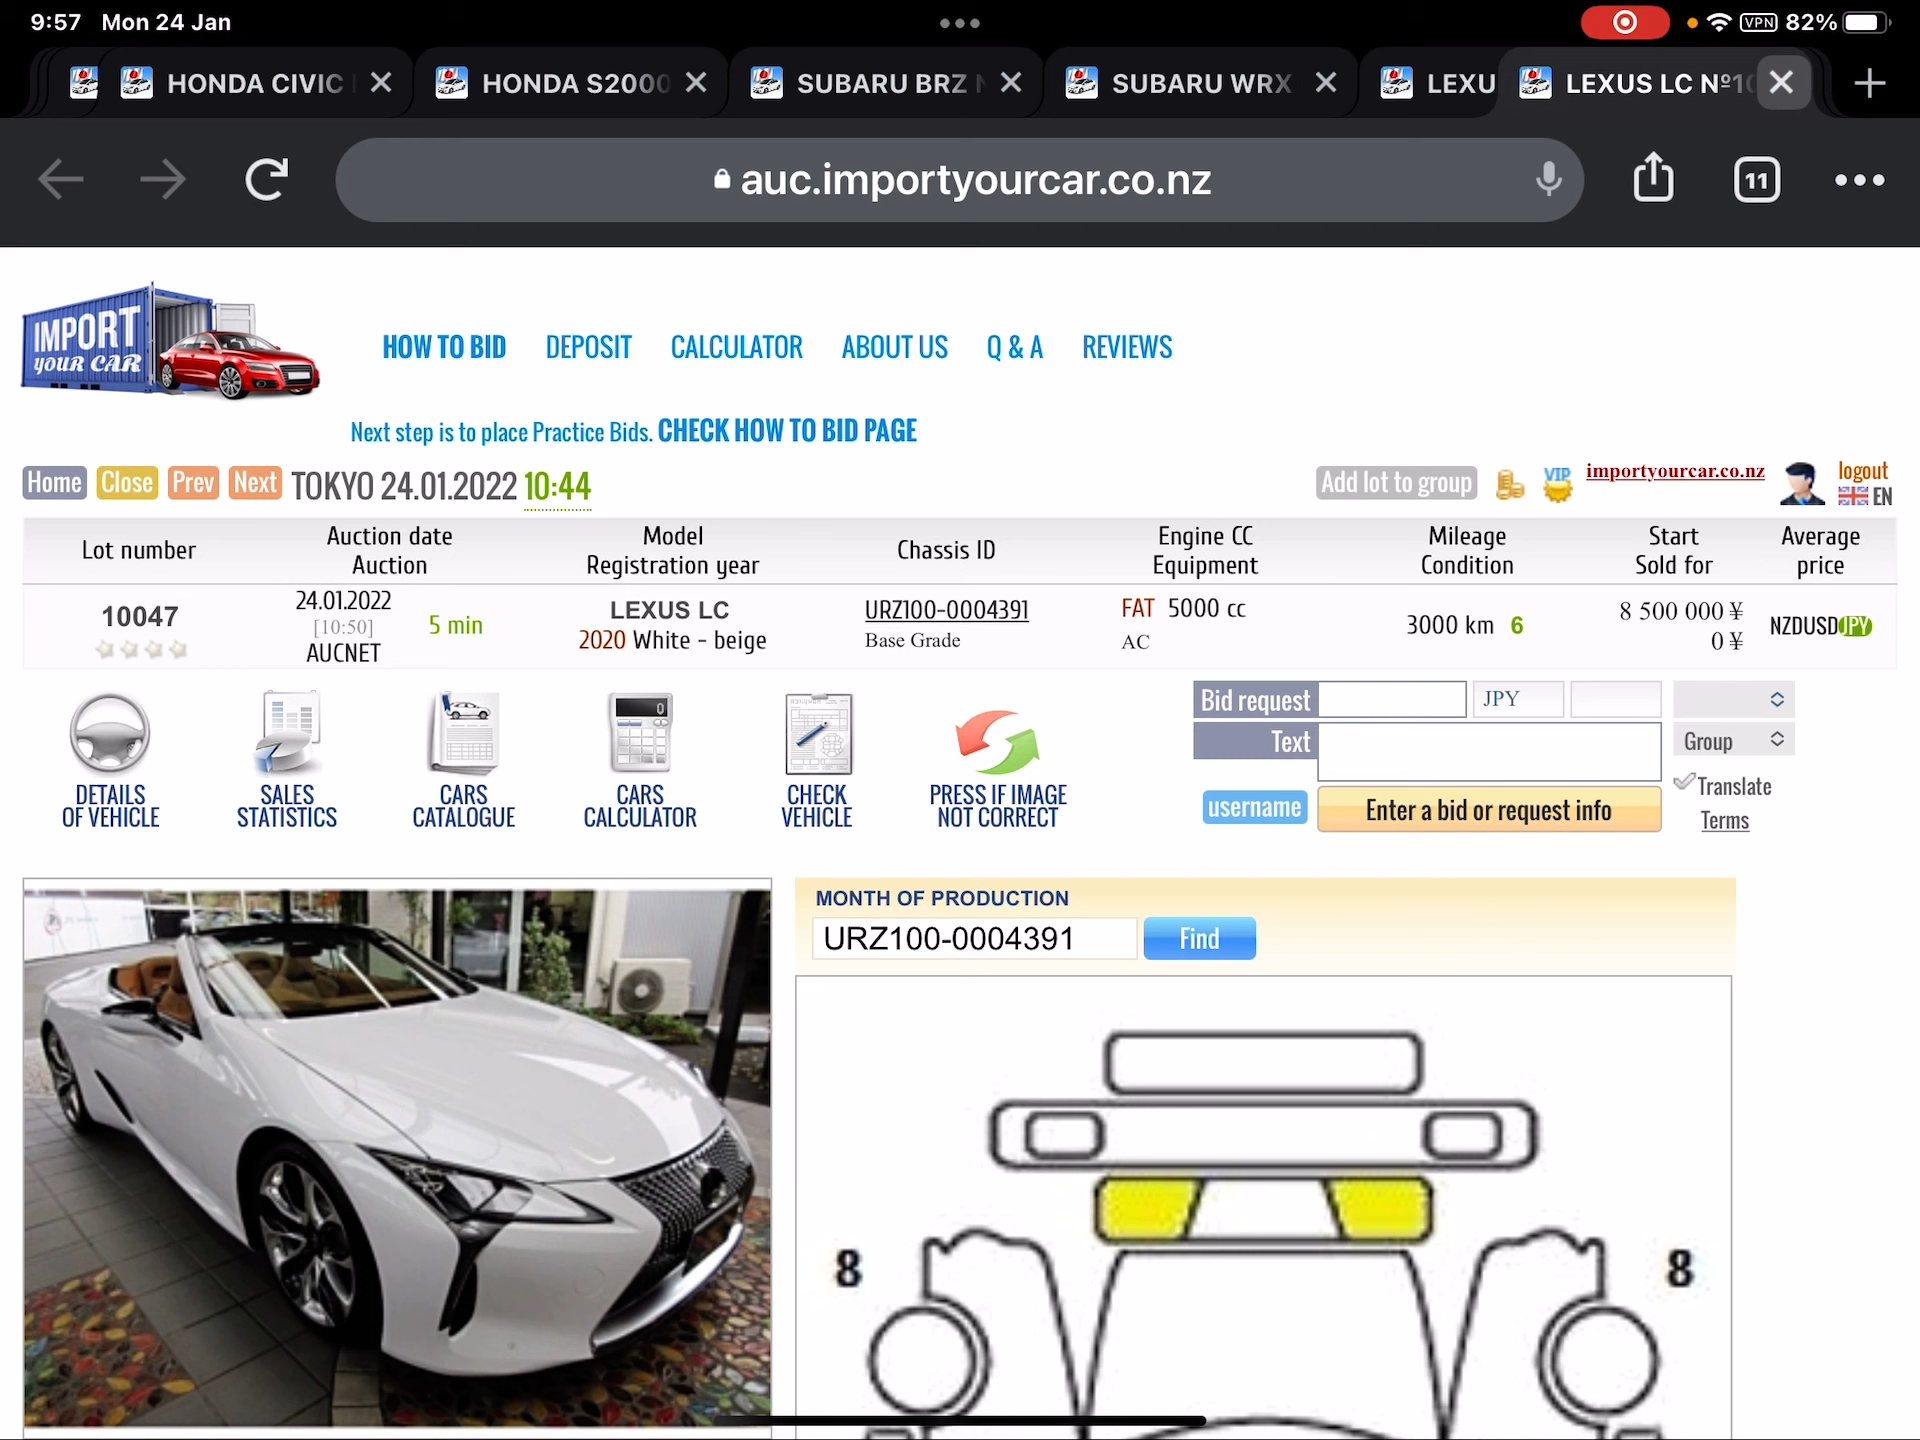 9:57 Mon 24 Jan
VPN 82%
HONDA CIVIC
HONDA S2000
SUBARU BRZ
SUBARU WRX
LEXU
LEXUS LC Nº10
auc.importyourcar.co.nz
11
IMPORT
YOUR CAR
HOW TO BID DEPOSIT CALCULATOR ABOUT US Q & A REVIEWS
Next step is to place Practice Bids. CHECK HOW TO BID PAGE
Home Close Prev Next TOKYO 24.01.2022 10:44
Add lot to group VIP importyourcar.co.nz logout
EN
Lot number Auction date Auction Model Registration year Chassis ID Engine CC Equipment Mileage Condition Start Sold for Average price
10047 24.01.2022 [10:50] AUCNET 5 min LEXUS LC 2020 White - beige URZ100-0004391 Base Grade FAT 5000 cc AC 3000 km 6 8 500 000 ¥ 0 ¥ NZDUSDJPY
DETAILS OF VEHICLE
SALES STATISTICS
CARS CATALOGUE
0
CARS CALCULATOR
CHECK VEHICLE
PRESS IF IMAGE NOT CORRECT
Bid request JPY
Text Group
Translate
username Enter a bid or request info Terms
MONTH OF PRODUCTION
URZ100-0004391 Find
8 8